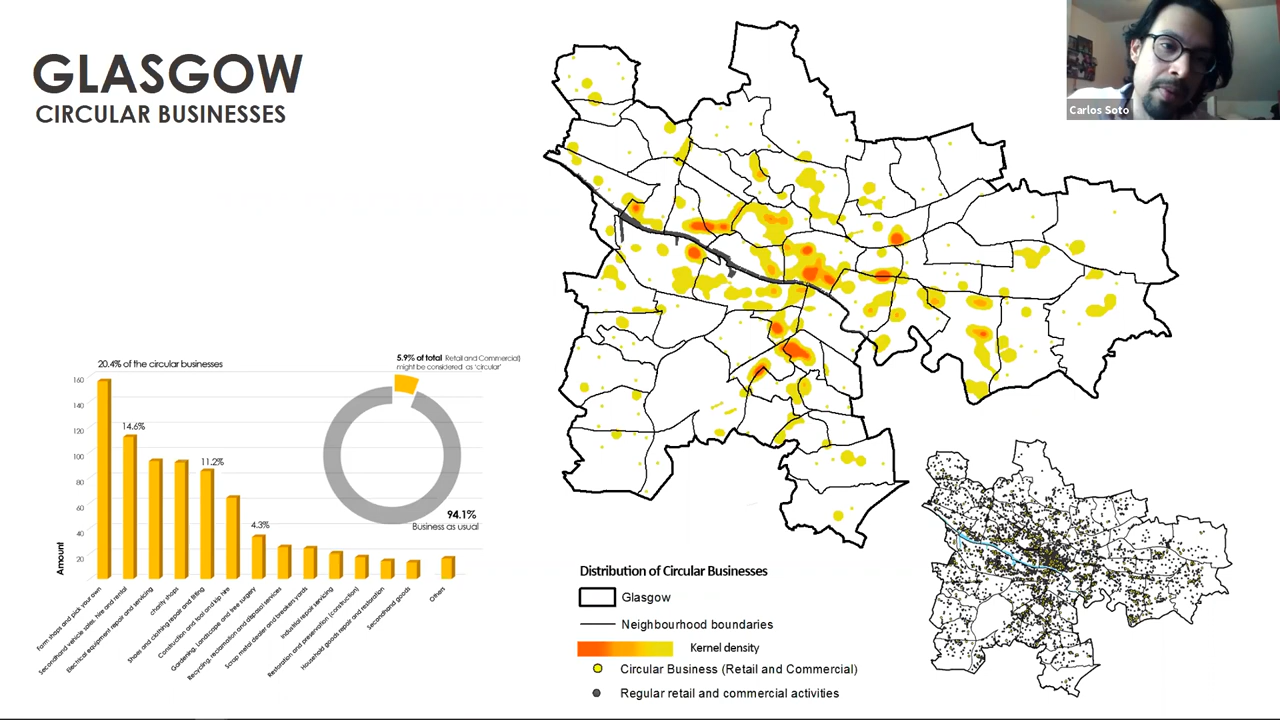 GLASGOW
CIRCULAR BUSINESSES
Carlos Soto
20.4% of the circular businesses
5.9% of total Retail and Commercial)
might be considered as 'circular'
160
140
120
100
80
60
40
20
Amount
14.6%
11.2%
4.3%
94.1%
Business as usual
Farm shops and pick your own
Secondhand vehicle sales, hire and rental
Electrical equipment repair and servicing
charity shops
Shoes and clothing repair and fitting
Construction and tool and kip hire
Gardening, Landscape and tree surgery
Recycling, reclamation and disposal services
Scrap metal dealer and breakers yards
Industrial repair servicing
Restoration and preservation (construction)
Household goods repair and restoration
Secondhand goods
Others
Distribution of Circular Businesses
Glasgow
Neighbourhood boundaries
Kernel density
Circular Business (Retail and Commercial)
Regular retail and commercial activities